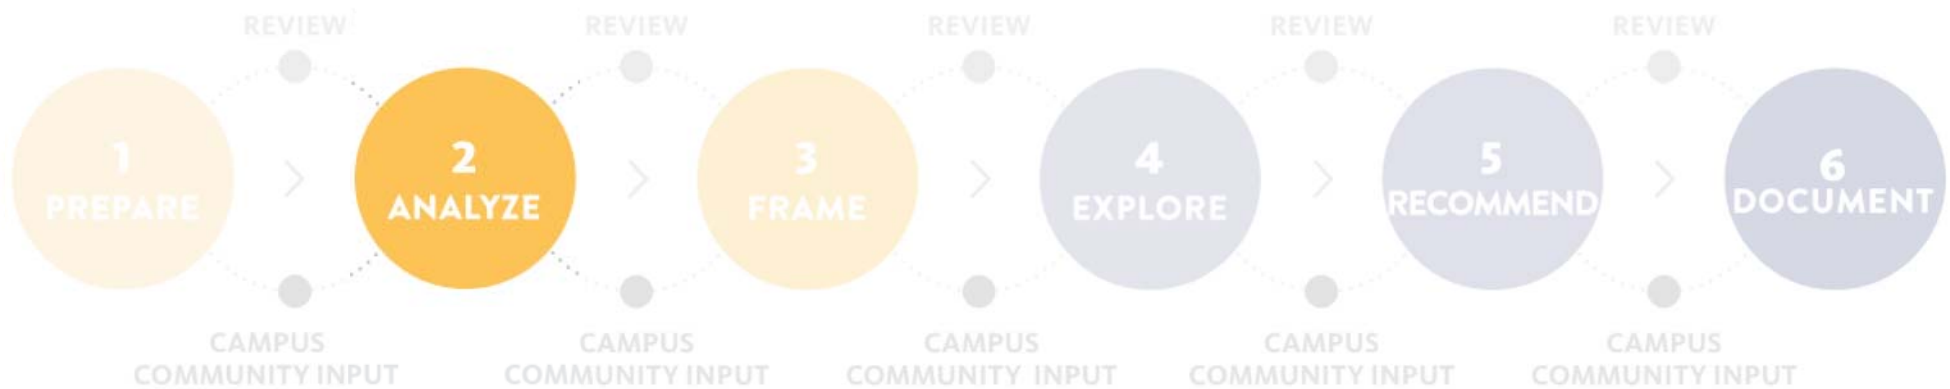 REVIEW
REVIEW
REVIEW
REVIEW
REVIEW
1
PREPARE
2
ANALYZE
3
FRAME
4
EXPLORE
5
RECOMMEND
6
DOCUMENT
CAMPUS
COMMUNITY INPUT
CAMPUS
COMMUNITY INPUT
CAMPUS
COMMUNITY INPUT
CAMPUS
COMMUNITY INPUT
CAMPUS
COMMUNITY INPUT